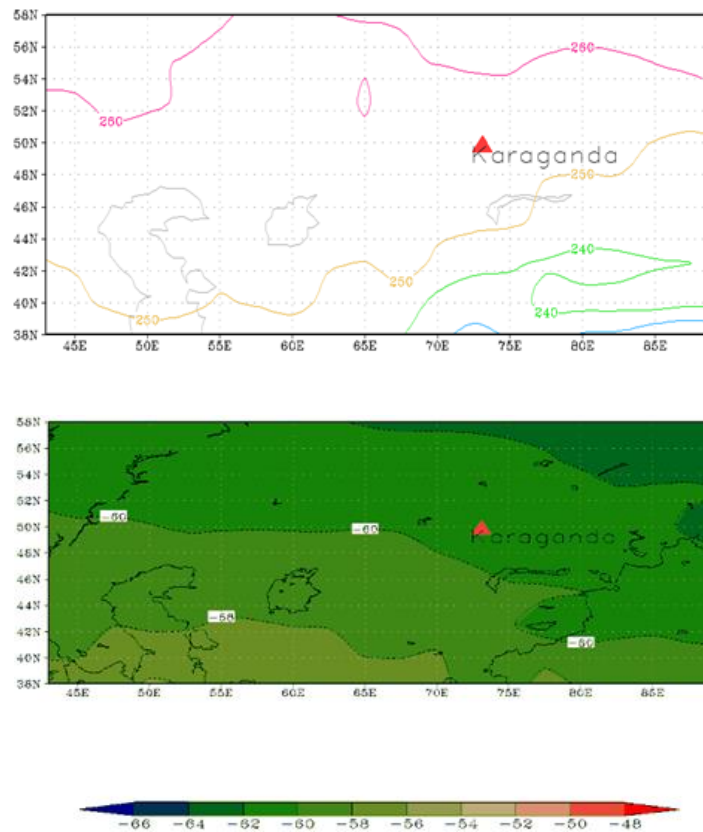 58N
56N 260
54N
52N 260
50N
Karaganda
48N 250
46N
44N
42N 250
40N 240
38N 250
45E 50E 55E 60E 65E 70E 75E 80E 85E
58N
56N
54N
52N
50N -60 -60
Karaganda
48N
46N
44N
42N -58
40N -60
38N
45E 50E 55E 60E 65E 70E 75E 80E 85E
-66 -64 -62 -60 -58 -56 -54 -52 -50 -48